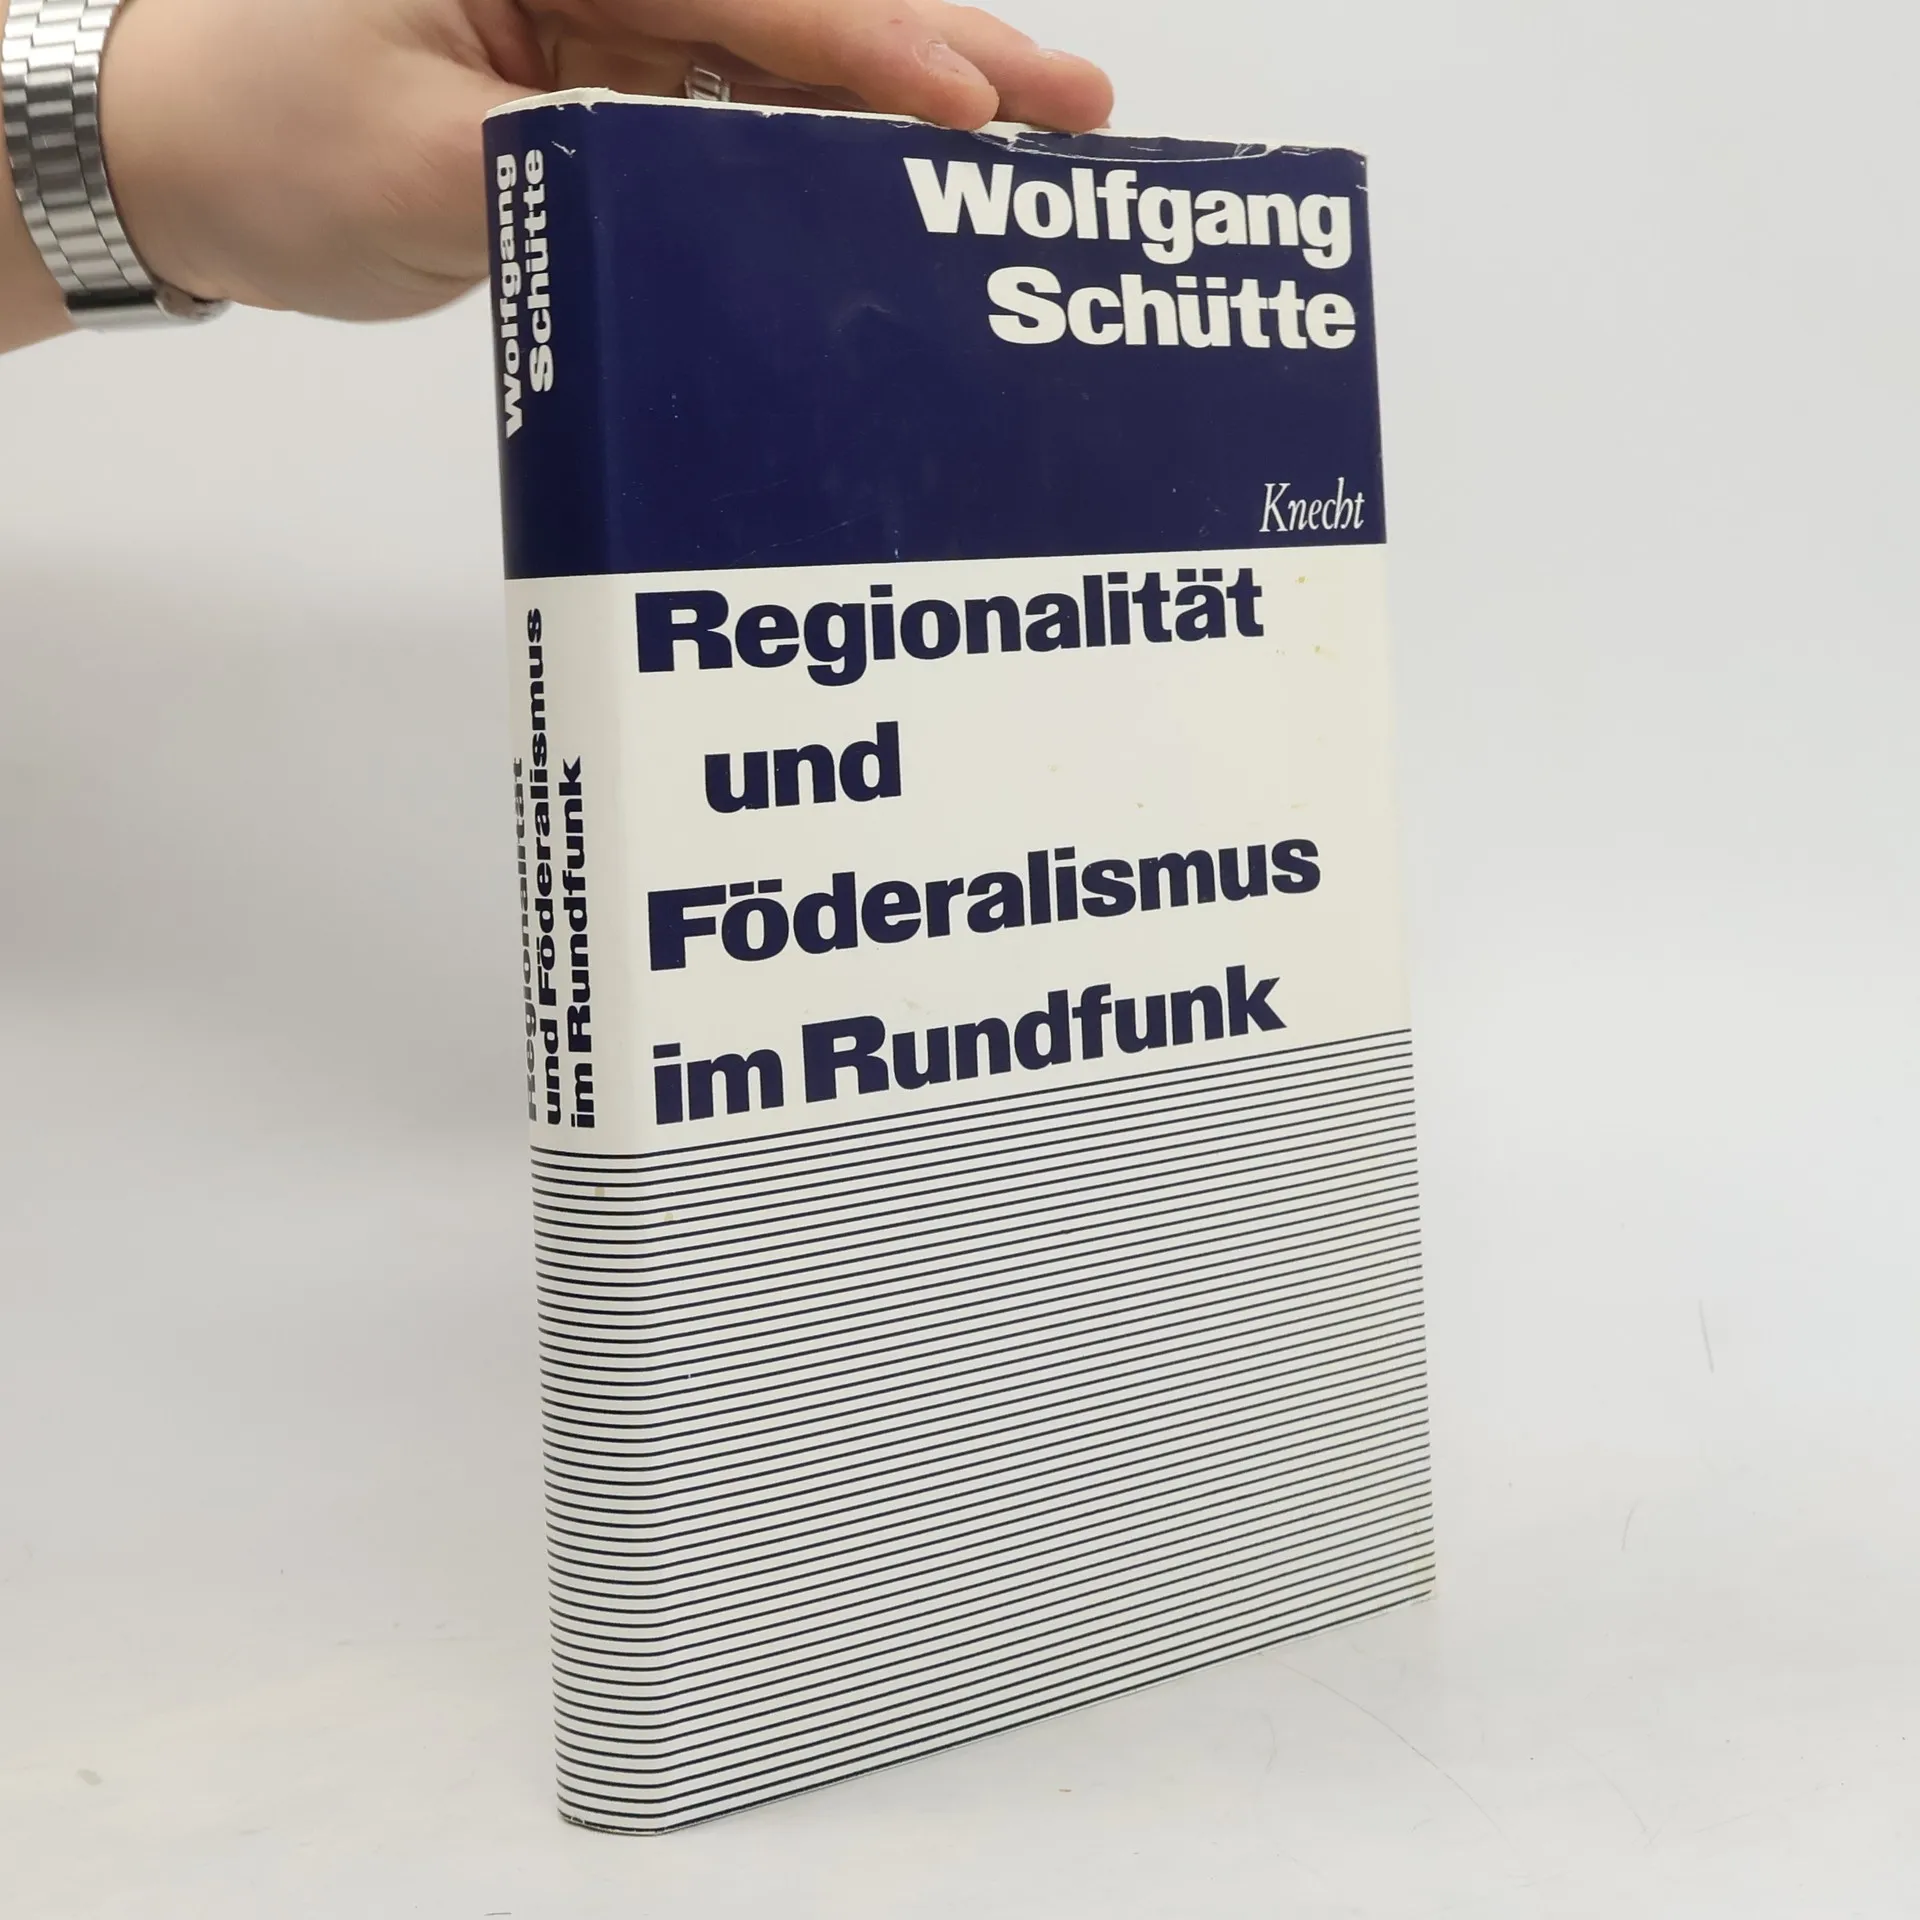 Wolfgang
Schütte
Wolfgang
Schütte
Knecht
Regionalität
und
Föderalismus
im Rundfunk
Regionalität
und Föderalismus
im Rundfunk